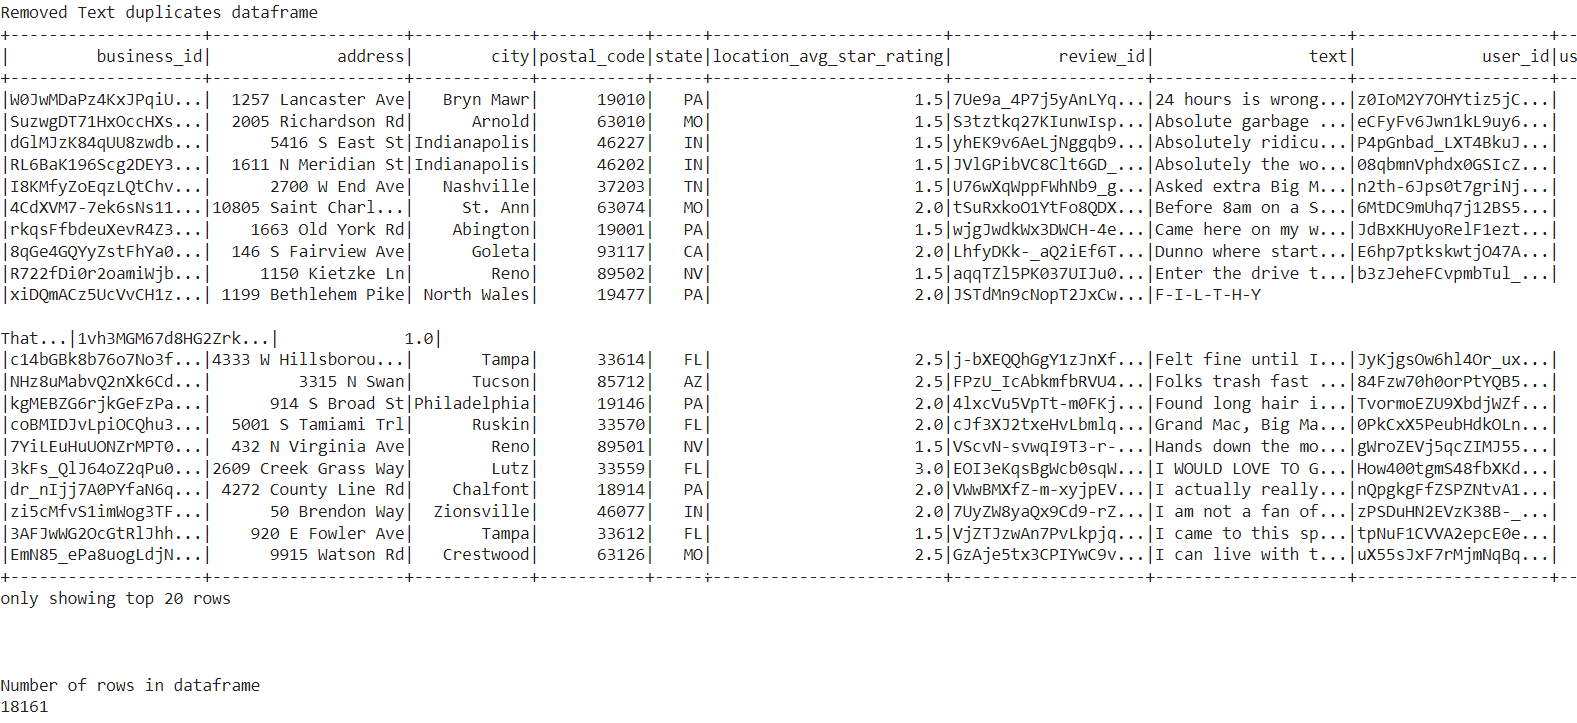 Removed Text duplicates dataframe
+--------------------+--------------------+------------+-----------+-----+------------------------+--------------------+--------------------+--------------------+--
|         business_id|             address|        city|postal_code|state|location_avg_star_rating|           review_id|                text|             user_id|us
+--------------------+--------------------+------------+-----------+-----+------------------------+--------------------+--------------------+--------------------+--
|W0JwMDaPz4KxJPqiU...|  1257 Lancaster Ave|   Bryn Mawr|      19010|   PA|                     1.5|7Ue9a_4P7j5yAnLYq...|24 hours is wrong...|z0IoM2Y7OHYtiz5jC...|
|SuzwgDT71HxOccHXs...|  2005 Richardson Rd|      Arnold|      63010|   MO|                     1.5|S3tztkq27KIunwIsp...|Absolute garbage ...|eCFyFv6Jwn1kL9uy6...|
|dGlMJzK84qUU8zwdb...|      5416 S East St|Indianapolis|      46227|   IN|                     1.5|yhEK9v6AeLjNggqb9...|Absolutely ridicu...|P4pGnbad_LXT4BkuJ...|
|RL6BaK196Scg2DEY3...|  1611 N Meridian St|Indianapolis|      46202|   IN|                     1.5|JVlGPibVC8Clt6GD_...|Absolutely the wo...|08qbmnVphdx0GSIcZ...|
|I8KMfyZoEqzLQtChv...|      2700 W End Ave|   Nashville|      37203|   TN|                     1.5|U76wXqWppFWhNb9_g...|Asked extra Big M...|n2th-6Jps0t7griNj...|
|4CdXVM7-7ek6sNs11...|10805 Saint Charl...|     St. Ann|      63074|   MO|                     2.0|tSuRxkoO1YtFo8QDX...|Before 8am on a S...|6MtDC9mUhq7j12BS5...|
|rkqsFfbdeuXevR4Z3...|    1663 Old York Rd|    Abington|      19001|   PA|                     1.5|wjgJwdkWx3DWCH-4e...|Came here on my w...|JdBxKHUyoRelF1ezt...|
|8qGe4GQYyZstFhYa0...|  146 S Fairview Ave|      Goleta|      93117|   CA|                     2.0|LhfyDKk-_aQ2iEf6T...|Dunno where start...|E6hp7ptkskwtjO47A...|
|R722fDi0r2oamiWjb...|     1150 Kietzke Ln|        Reno|      89502|   NV|                     1.5|aqqTZl5PK037UIJu0...|Enter the drive t...|b3zJeheFCvpmbTul_...|
|xiDQmACz5UcVvCH1z...| 1199 Bethlehem Pike| North Wales|      19477|   PA|                     2.0|JSTdMn9cNopT2JxCw...|F-I-L-T-H-Y
That...|1vh3MGM67d8HG2Zrk...|             1.0|
|c14bGBk8b76o7No3f...|4333 W Hillsborou...|       Tampa|      33614|   FL|                     2.5|j-bXEQQhGgY1zJnXf...|Felt fine until I...|JyKjgsOw6hl4Or_ux...|
|NHz8uMabvQ2nXk6Cd...|         3315 N Swan|      Tucson|      85712|   AZ|                     2.5|FPzU_IcAbkmfbRVU4...|Folks trash fast ...|84Fzw70h0orPtYQB5...|
|kgMEBZG6rjkGeFzPa...|      914 S Broad St|Philadelphia|      19146|   PA|                     2.0|4lxcVu5VpTt-m0FKj...|Found long hair i...|TvormoEZU9XbdjWZf...|
|coBMIDJvLpiOCQhu3...|  5001 S Tamiami Trl|      Ruskin|      33570|   FL|                     2.0|cJf3XJ2txeHvLbmlq...|Grand Mac, Big Ma...|0PkCxX5PeubHdkOLn...|
|7YiLEuHuUONZrMPT0...|  432 N Virginia Ave|        Reno|      89501|   NV|                     1.5|VScvN-svwqI9T3-r-...|Hands down the mo...|gWroZEVj5qcZIMJ55...|
|3kFs_QlJ64oZ2qPu0...|2609 Creek Grass Way|        Lutz|      33559|   FL|                     3.0|EOI3eKqsBgWcb0sqW...|I WOULD LOVE TO G...|How400tgmS48fbXKd...|
|dr_nIjj7A0PYfaN6q...| 4272 County Line Rd|    Chalfont|      18914|   PA|                     2.0|VWwBMXfZ-m-xyjpEV...|I actually really...|nQpgkgFfZSPZNtvA1...|
|zi5cMfvS1imWog3TF...|      50 Brendon Way|  Zionsville|      46077|   IN|                     2.0|7UyZW8yaQx9Cd9-rZ...|I am not a fan of...|zPSDuHN2EVzK38B-_...|
|3AFJwWG2OcGtRlJhh...|    920 E Fowler Ave|       Tampa|      33612|   FL|                     1.5|VjZTJzwAn7PvLkpjq...|I came to this sp...|tpNuF1CVVA2epcE0e...|
|EmN85_ePa8uogLdjN...|      9915 Watson Rd|   Crestwood|      63126|   MO|                     2.5|GzAje5tx3CPIYwC9v...|I can live with t...|uX55sJxF7rMjmNqBq...|
+--------------------+--------------------+------------+-----------+-----+------------------------+--------------------+--------------------+--------------------+--
only showing top 20 rows
Number of rows in dataframe
18161